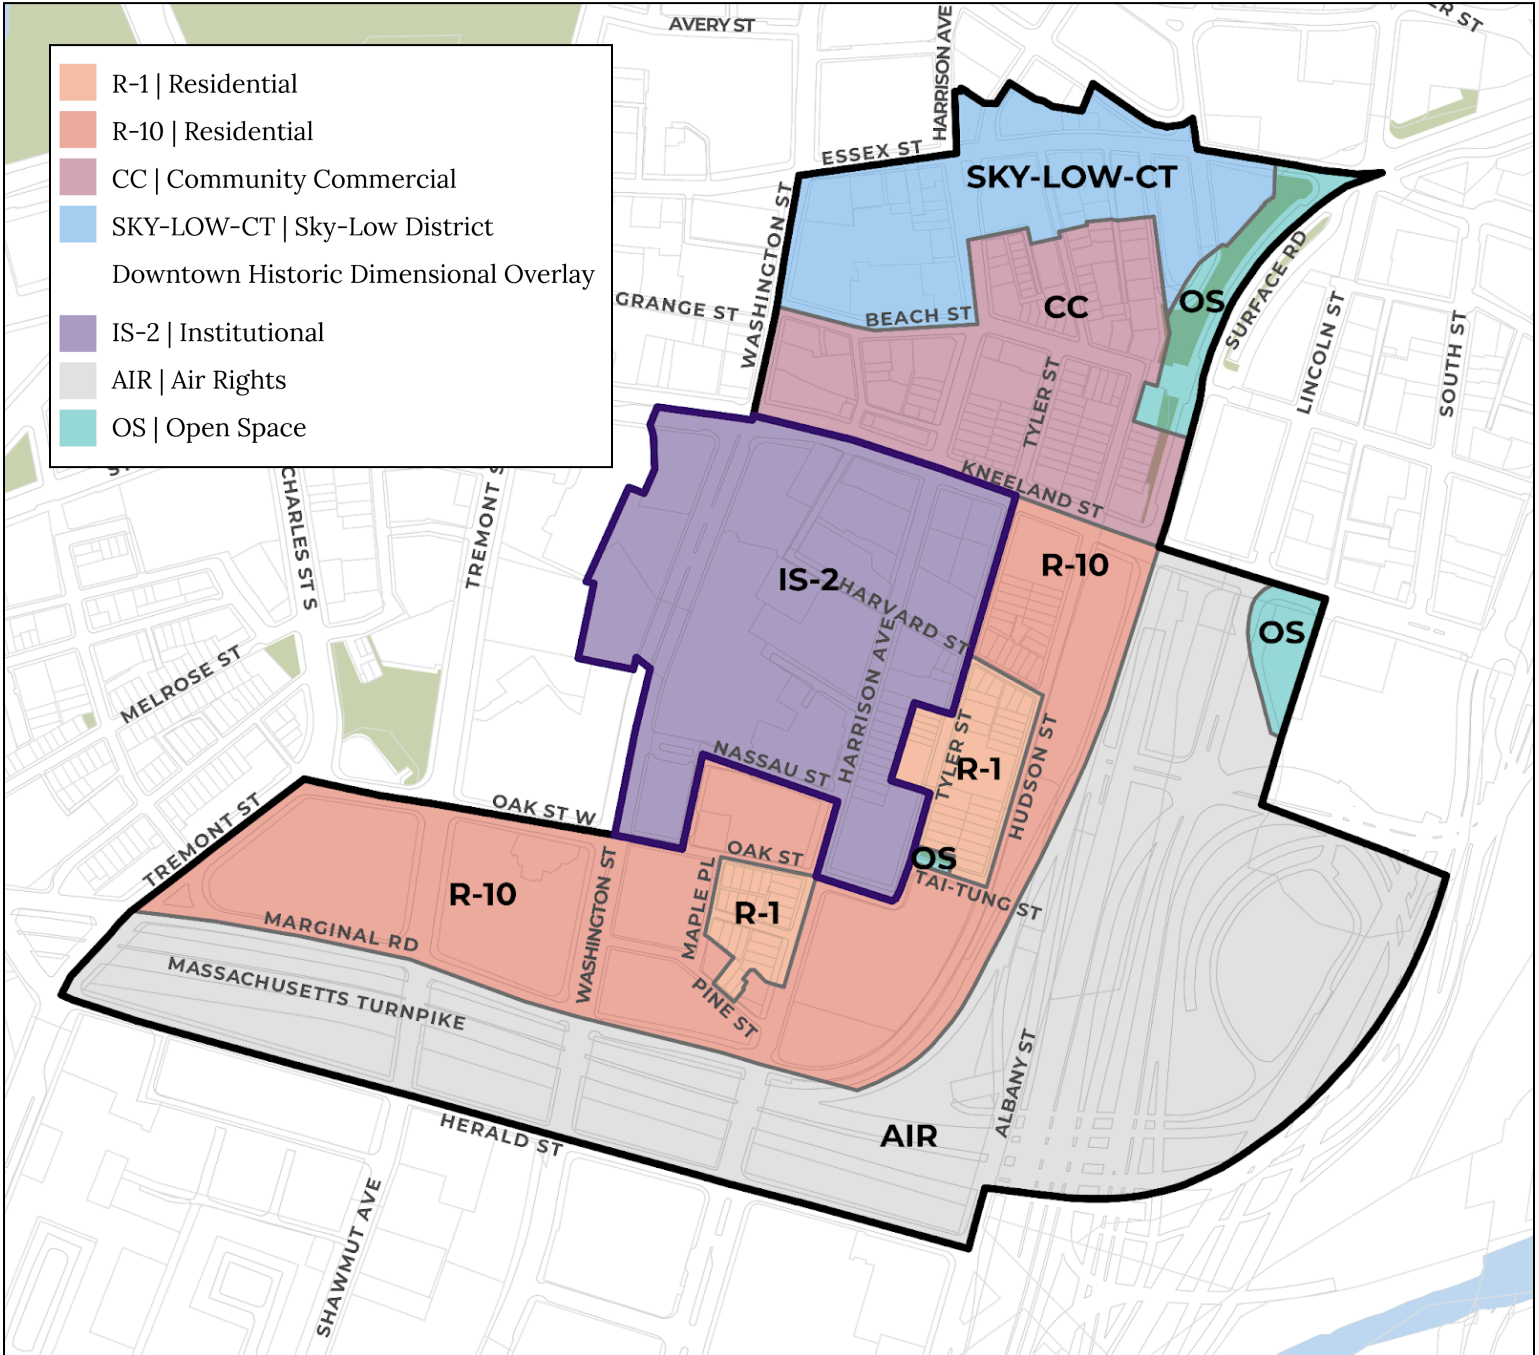 AVERY ST
HARRISON AVE
ER ST
R-1 | Residential
R-10 | Residential
CC | Community Commercial
SKY-LOW-CT | Sky-Low District
Downtown Historic Dimensional Overlay
IS-2 | Institutional
AIR | Air Rights
OS | Open Space
ESSEX ST
SKY-LOW-CT
WASHINGTON ST
GRANGE ST
BEACH ST
CC
OS
SURFACE RD
LINCOLN ST
SOUTH ST
TYLER ST
KNEELAND ST
ST
CHARLES ST S
TREMONT S
IS-2
HARVARD ST
R-10
OS
MELROSE ST
HARRISON AVE
NASSAU ST
TYLER ST
R-1
HUDSON ST
TREMONT ST
OAK ST W
OAK ST
OS
TAI-TUNG ST
R-10
WASHINGTON ST
MAPLE PL
R-1
MARGINAL RD
MASSACHUSETTS TURNPIKE
PINE ST
ALBANY ST
AIR
HERALD ST
SHAWMUT AVE